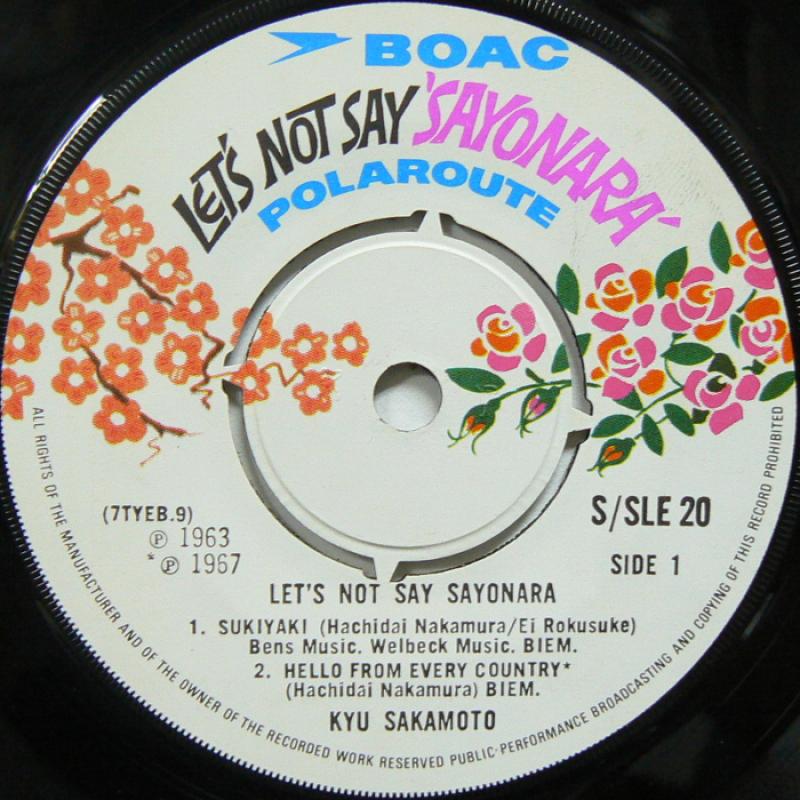 BOAC
LET'S NOT SAY 'SAYONARA'
POLAROUTE
(7TYEB.9)
℗ 1963
*℗ 1967
S/SLE 20
SIDE 1
LET'S NOT SAY SAYONARA
1. SUKIYAKI (Hachidai Nakamura/Ei Rokusuke)
Bens Music. Welbeck Music. BIEM.
2. HELLO FROM EVERY COUNTRY*
(Hachidai Nakamura) BIEM.
KYU SAKAMOTO
ALL RIGHTS OF THE MANUFACTURER AND OF THE OWNER OF THE RECORDED WORK RESERVED PUBLIC-PERFORMANCE BROADCASTING AND COPYING OF THIS RECORD PROHIBITED